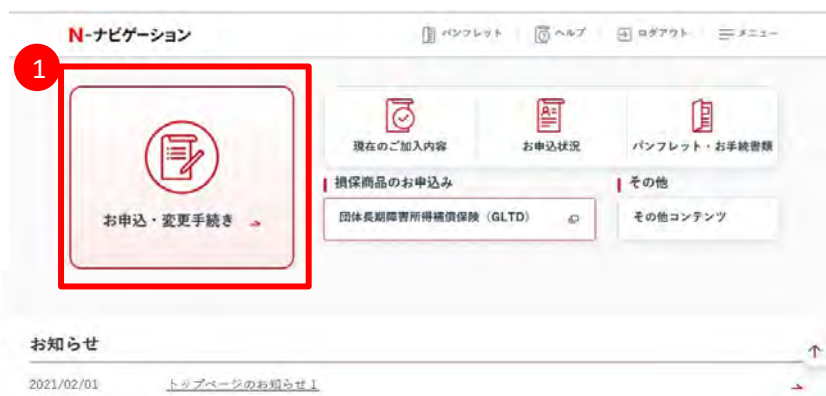 N-ナビゲーション
パンフレット ヘルプ ログアウト メニュー
1
お申込・変更手続き
現在のご加入内容 お申込状況 パンフレット・お手続書類
損保商品のお申込み その他
団体長期障害所得補償保険（GLTD） その他コンテンツ
お知らせ
2021/02/01 トップページのお知らせ１